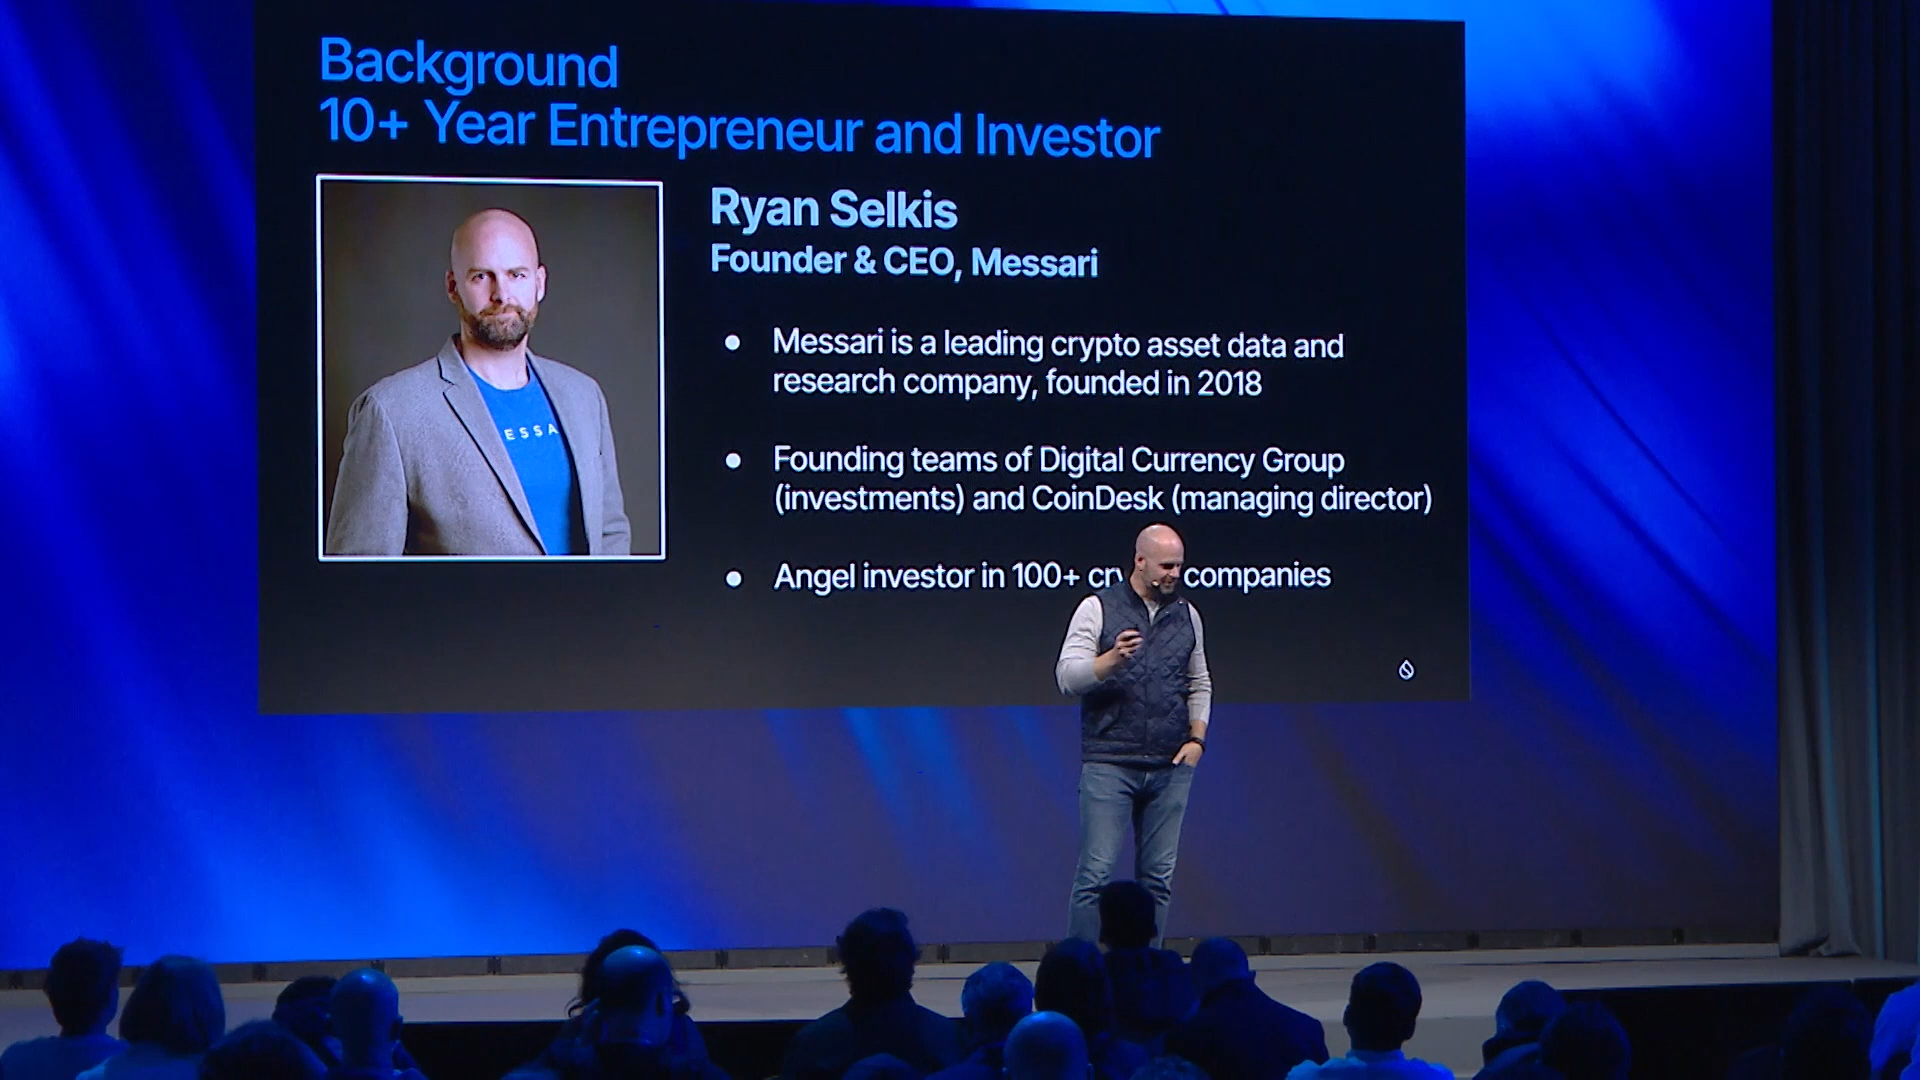 Background
10+ Year Entrepreneur and Investor
Ryan Selkis
Founder & CEO, Messari
ESSA
• Messari is a leading crypto asset data and
research company, founded in 2018
• Founding teams of Digital Currency Group
(investments) and CoinDesk (managing director)
• Angel investor in 100+ cry companies